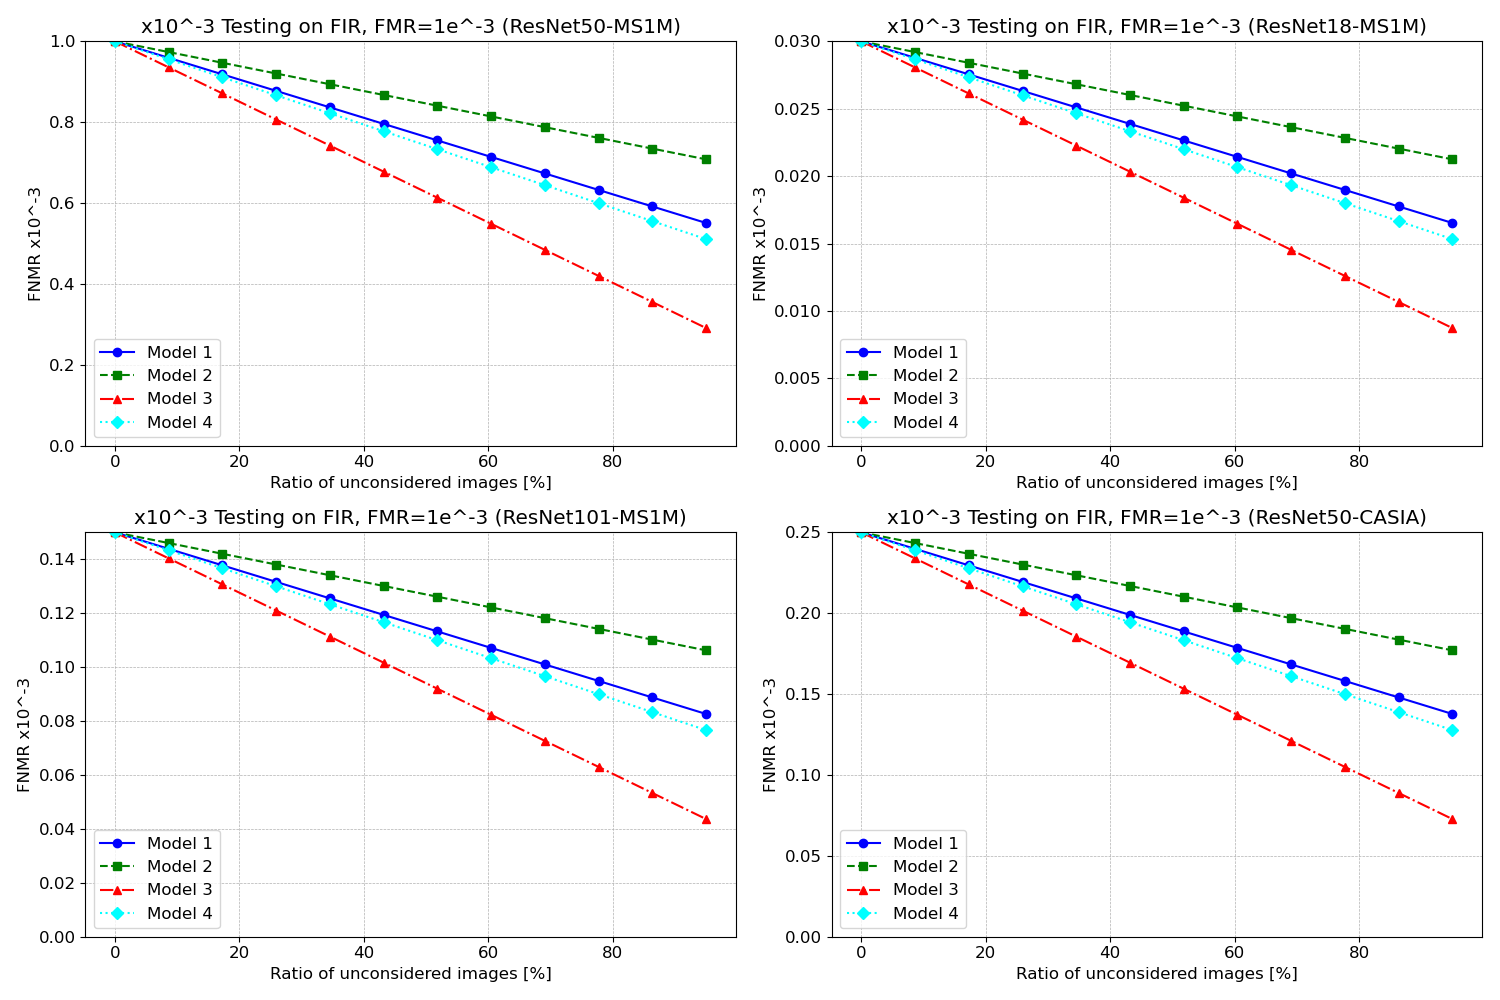 x10^-3 Testing on FIR, FMR=1e^-3 (ResNet50-MS1M)
1.0
0.8
0.6
0.4
0.2
0.0
FNMR x10^-3
Model 1
Model 2
Model 3
Model 4
0 20 40 60 80
Ratio of unconsidered images [%]
x10^-3 Testing on FIR, FMR=1e^-3 (ResNet18-MS1M)
0.030
0.025
0.020
0.015
0.010
0.005
0.000
FNMR x10^-3
Model 1
Model 2
Model 3
Model 4
0 20 40 60 80
Ratio of unconsidered images [%]
x10^-3 Testing on FIR, FMR=1e^-3 (ResNet101-MS1M)
0.14
0.12
0.10
0.08
0.06
0.04
0.02
0.00
FNMR x10^-3
Model 1
Model 2
Model 3
Model 4
0 20 40 60 80
Ratio of unconsidered images [%]
x10^-3 Testing on FIR, FMR=1e^-3 (ResNet50-CASIA)
0.25
0.20
0.15
0.10
0.05
0.00
FNMR x10^-3
Model 1
Model 2
Model 3
Model 4
0 20 40 60 80
Ratio of unconsidered images [%]